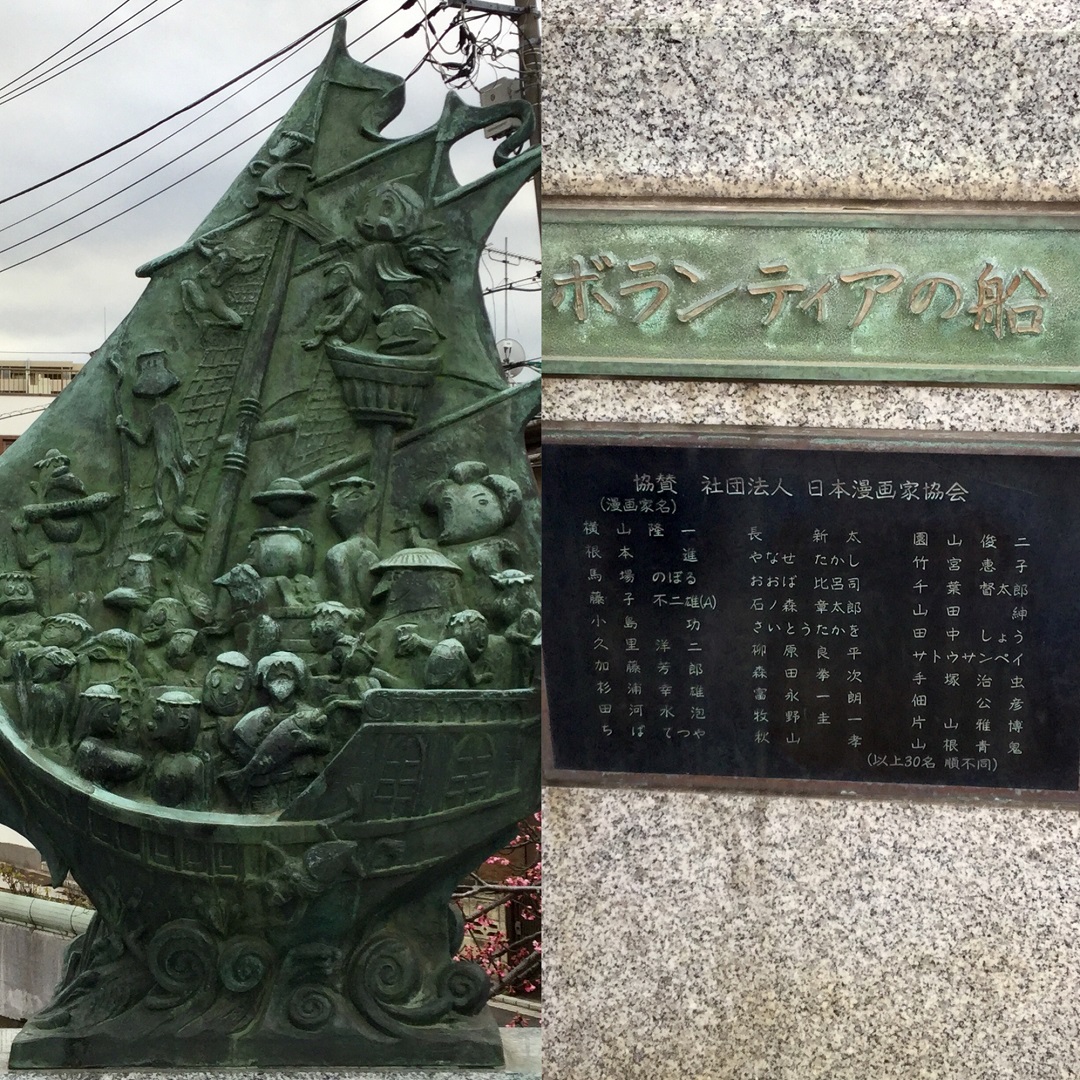 ボランティアの船
協賛 社団法人 日本漫画家協会
(漫画家名)
横山隆一 長新太 園山俊二
根本進 やなせたかし 竹宮恵子
馬場のぼる おおば比呂司 千葉督太郎
藤子不二雄(A) 石ノ森章太郎 山田紳
小島功 さいとうたかを 田中しょう
久里洋二 柳原良平 サトウサンペイ
加藤芳郎 森田拳次 手塚治虫
杉浦幸雄 富永一朗 佃公彦
田河水泡 牧野圭一 片山雅博
ちばてつや 秋山孝 山根青鬼
(以上30名 順不同)